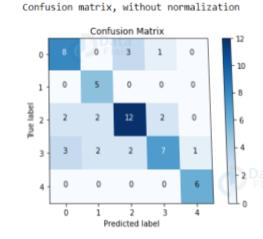 Confusion matrix, without normalization
Confusion Matrix
0 8 0 3 1 0
1 0 5 0 0 0
2 2 2 12 2 0
3 3 2 2 7 1
4 0 0 0 0 6
0 1 2 3 4
True label
Predicted label
12
10
8
6
4
2
0